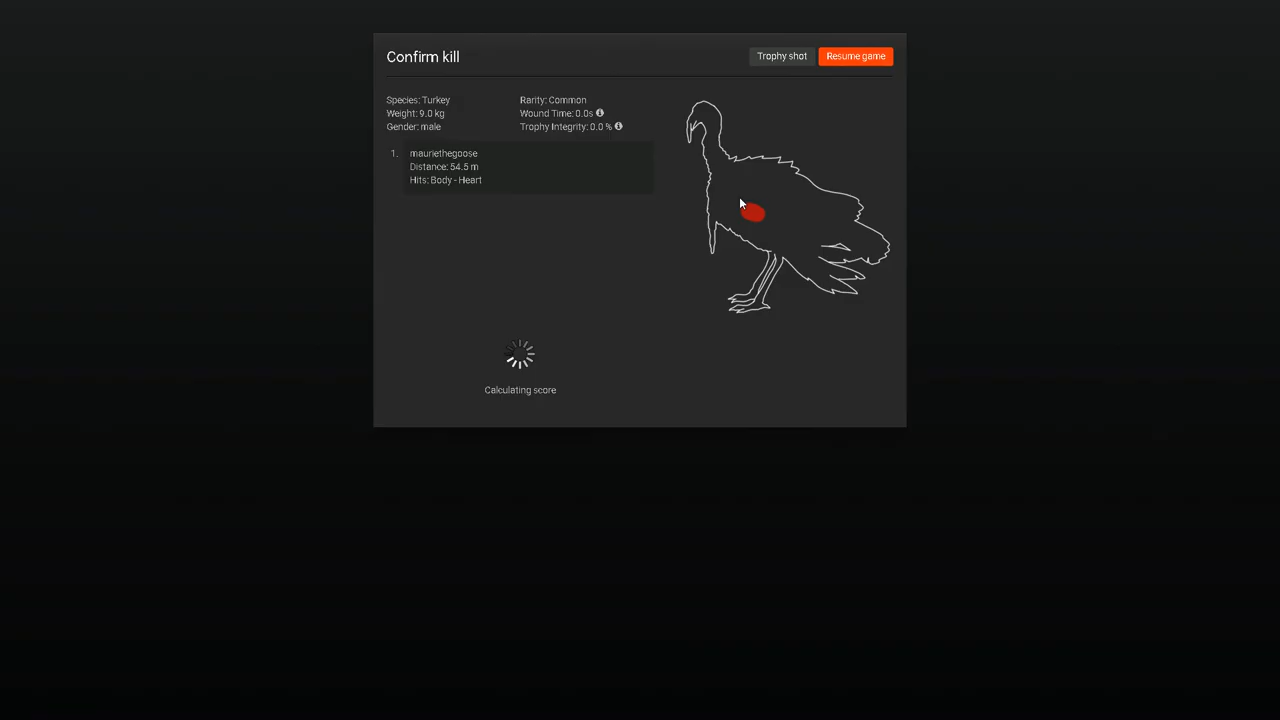 Confirm kill
Trophy shot
Resume game
Species: Turkey
Rarity: Common
Weight: 9.0 kg
Wound Time: 0.0s
Gender: male
Trophy Integrity: 0.0 %
1. mauriethegoose
Distance: 54.5 m
Hits: Body - Heart
Calculating score